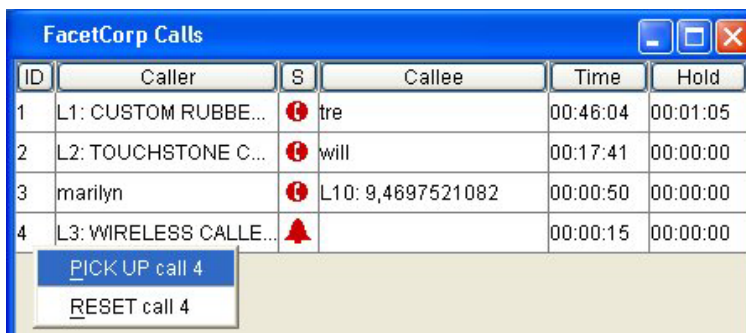 FacetCorp Calls
ID Caller S Callee Time Hold
1 L1: CUSTOM RUBBE... tre 00:46:04 00:01:05
2 L2: TOUCHSTONE C... will 00:17:41 00:00:00
3 marilyn L10: 9,4697521082 00:00:50 00:00:00
4 L3: WIRELESS CALLE... 00:00:15 00:00:00
PICK UP call 4
RESET call 4